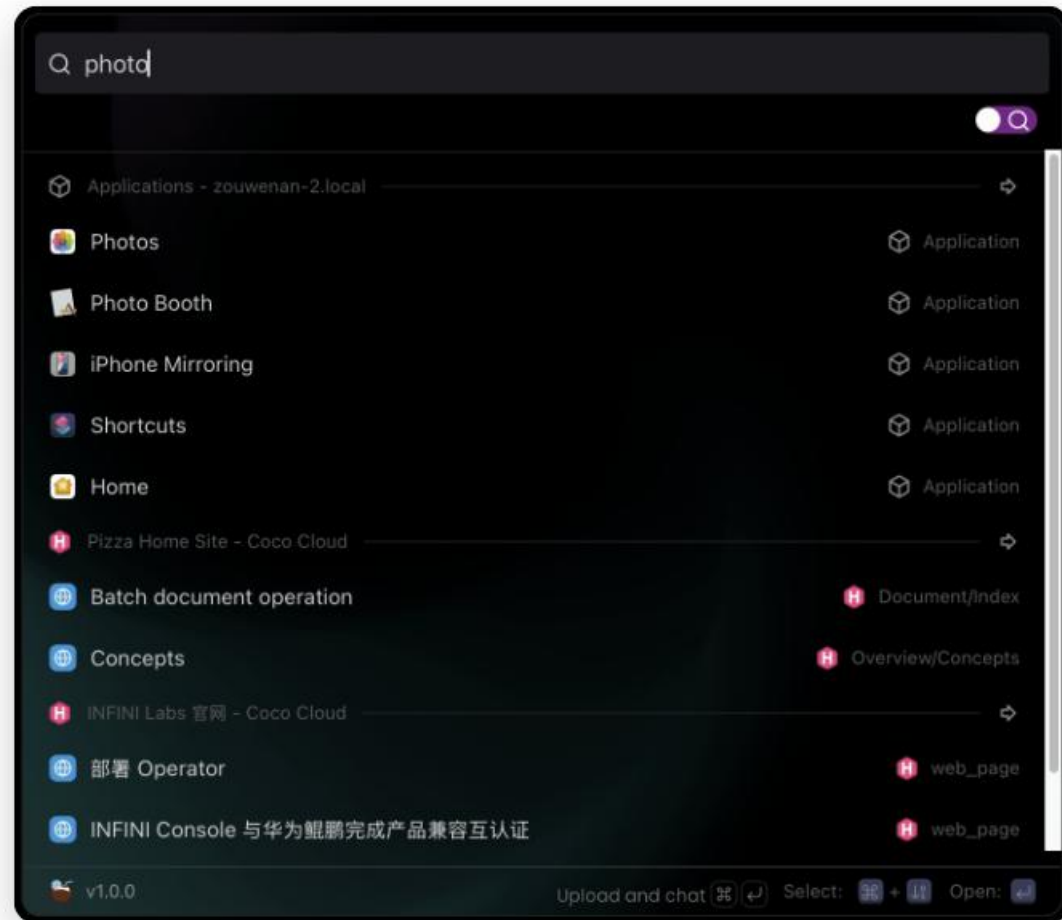 photo
Applications - zouwenan-2.local
Photos Application
Photo Booth Application
iPhone Mirroring Application
Shortcuts Application
Home Application
Pizza Home Site - Coco Cloud
Batch document operation Document/Index
Concepts Overview/Concepts
INFINI Labs 官网 - Coco Cloud
部署 Operator web_page
INFINI Console 与华为鲲鹏完成产品兼容互认证 web_page
v1.0.0 Upload and chat ⌘ ↵ Select: ⌘ + ↓↑ Open: ↵